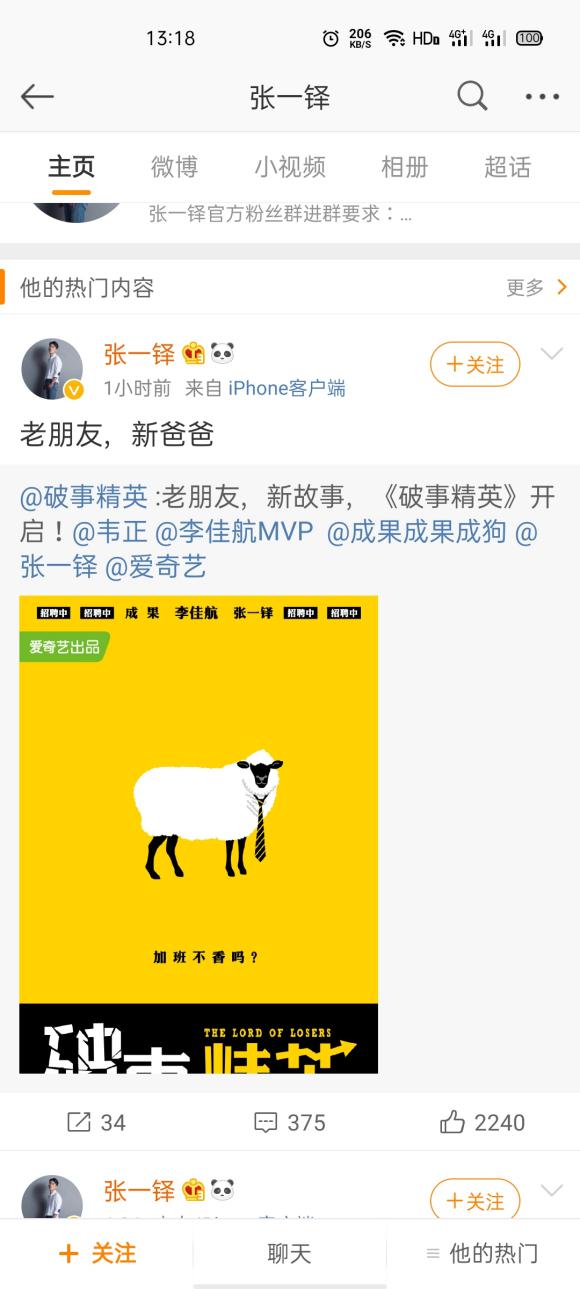 13:18
206 KB/S HD 4G+ 4G 100
张一铎
主页 微博 小视频 相册 超话
张一铎官方粉丝群进群要求：...
他的热门内容 更多
张一铎
+关注
1小时前 来自 iPhone客户端
老朋友，新爸爸
@破事精英 :老朋友，新故事，《破事精英》开
启！@韦正 @李佳航MVP @成果成果成狗 @
张一铎 @爱奇艺
招聘中 招聘中 成果 李佳航 张一铎 招聘中 招聘中
爱奇艺出品
加班不香吗？
THE LORD OF LOSERS
破事精英
34 375 2240
张一铎
+关注
+ 关注 聊天 他的热门